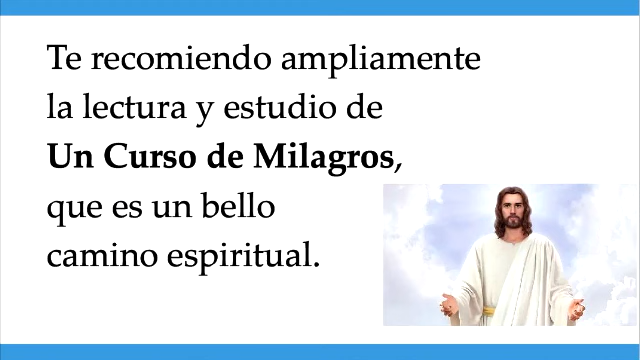 Te recomiendo ampliamente
la lectura y estudio de
Un Curso de Milagros,
que es un bello
camino espiritual.